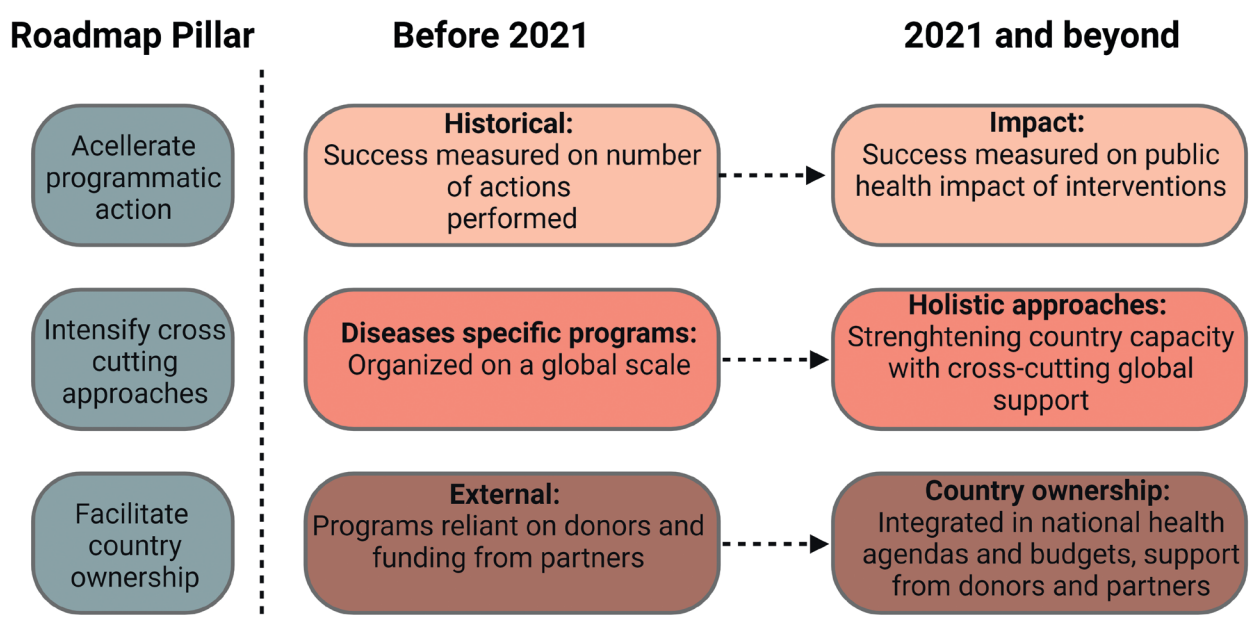 Roadmap Pillar
Before 2021
2021 and beyond
Acellerate
programmatic
action
Historical:
Success measured on number
of actions
performed
Impact:
Success measured on public
health impact of interventions
Intensify cross
cutting
approaches
Diseases specific programs:
Organized on a global scale
Holistic approaches:
Strenghtening country capacity
with cross-cutting global
support
Facilitate
country
ownership
External:
Programs reliant on donors and
funding from partners
Country ownership:
Integrated in national health
agendas and budgets, support
from donors and partners